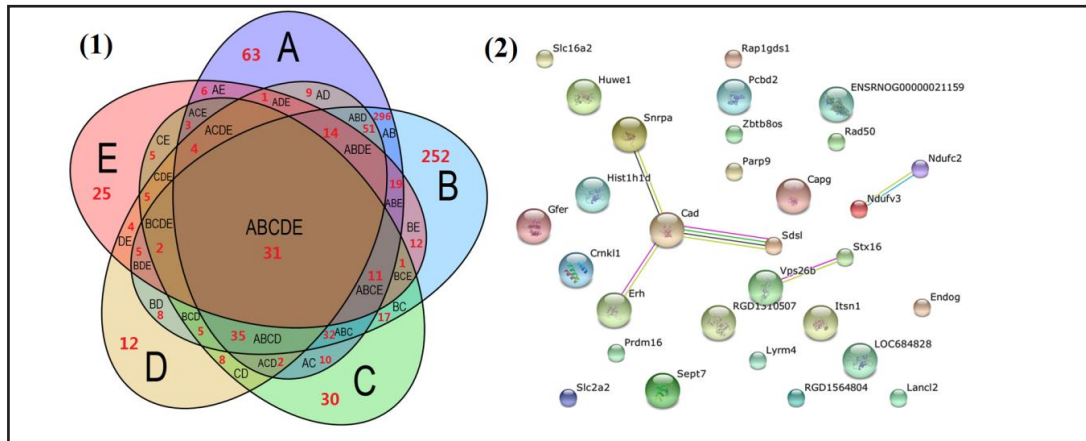 (1)
A
63
6 AE
1
ADE
9 AD
ABD
51
296
AB
ACE
3
ACDE
4
14
ABDE
252
B
E
25
CE
5
CDE
5
19
ABE
BE
12
4
DE
BCDE
2
ABCDE
31
5
BDE
11
ABCE
1
BCE
BD
8
BCD
5
35
ABCD
32 ABC
BC
17
12
D
8
CD
ACD 2
AC 10
C
30
(2)
Slc16a2
Rap1gds1
Huwe1
Pcbd2
ENSRNOG00000021159
Snrpa
Zbtb8os
Rad50
Parp9
Ndufc2
Hist1h1d
Capg
Ndufv3
Gfer
Cad
Sdsl
Crnkl1
Stx16
Vps26b
Erh
RGD1310507
Itsn1
Endog
Prdm16
Lyrm4
LOC684828
Slc2a2
Sept7
RGD1564804
Lancl2